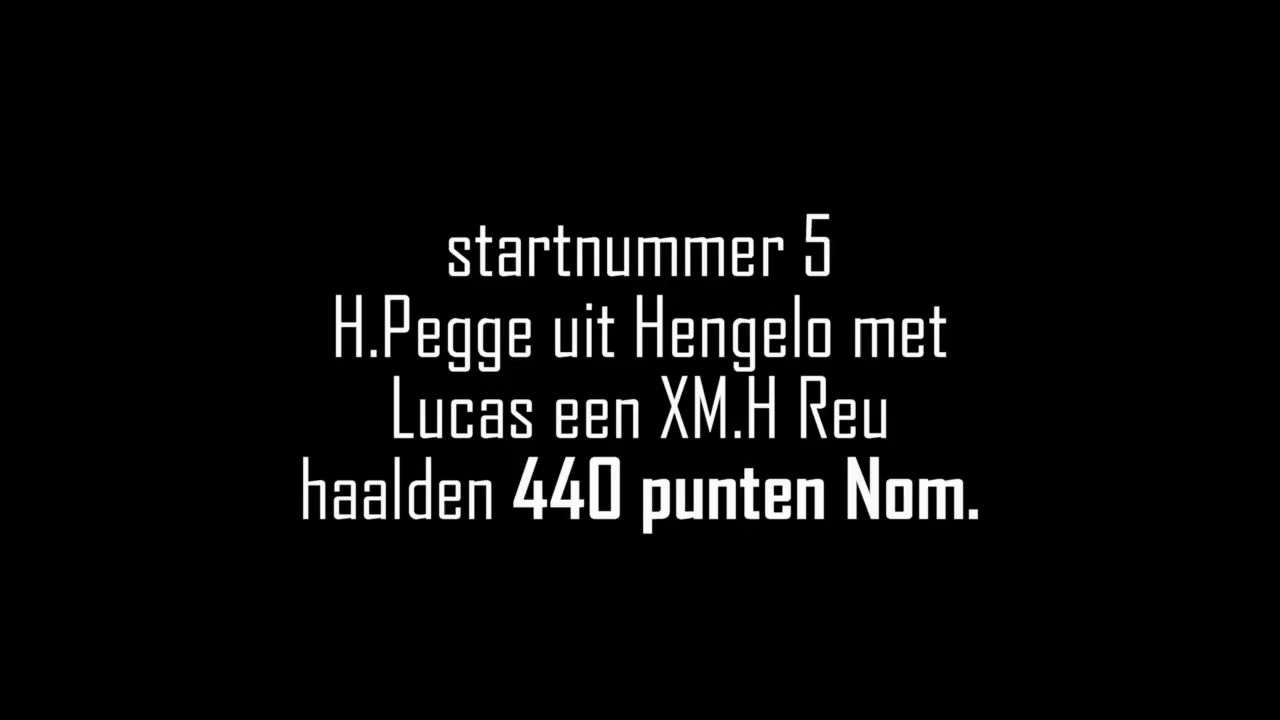 startnummer 5
H.Pegge uit Hengelo met
Lucas een XM.H Reu
haalden 440 punten Nom.